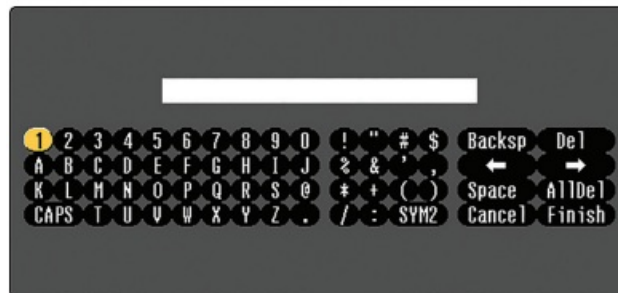 1 2 3 4 5 6 7 8 9 0 ! " # $ Backsp Del
A B C D E F G H I J % & ' , ← →
K L M N O P Q R S @ * + ( ) Space AllDel
CAPS T U V W X Y Z . / : SYM2 Cancel Finish